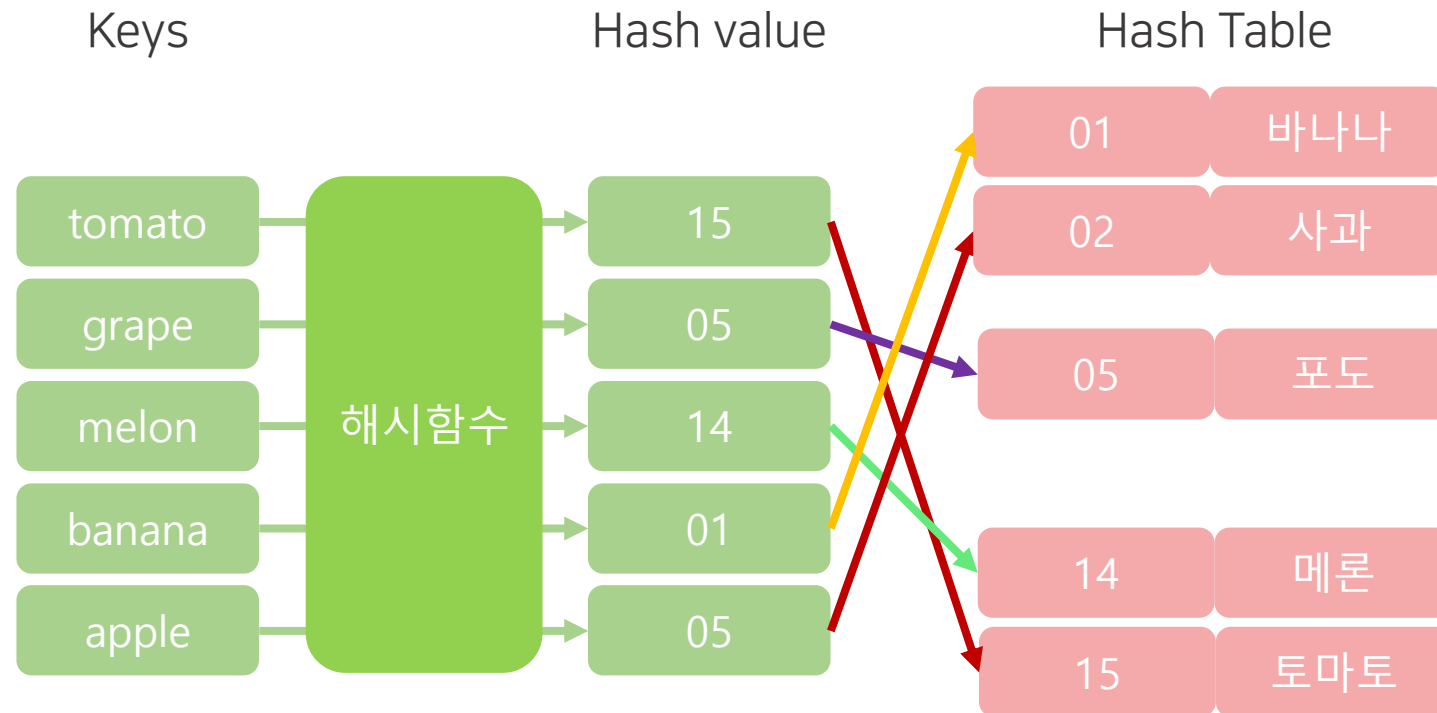 Keys
Hash value
Hash Table
tomato
grape
melon
banana
apple
해시함수
15
05
14
01
05
01 바나나
02 사과
05 포도
14 메론
15 토마토